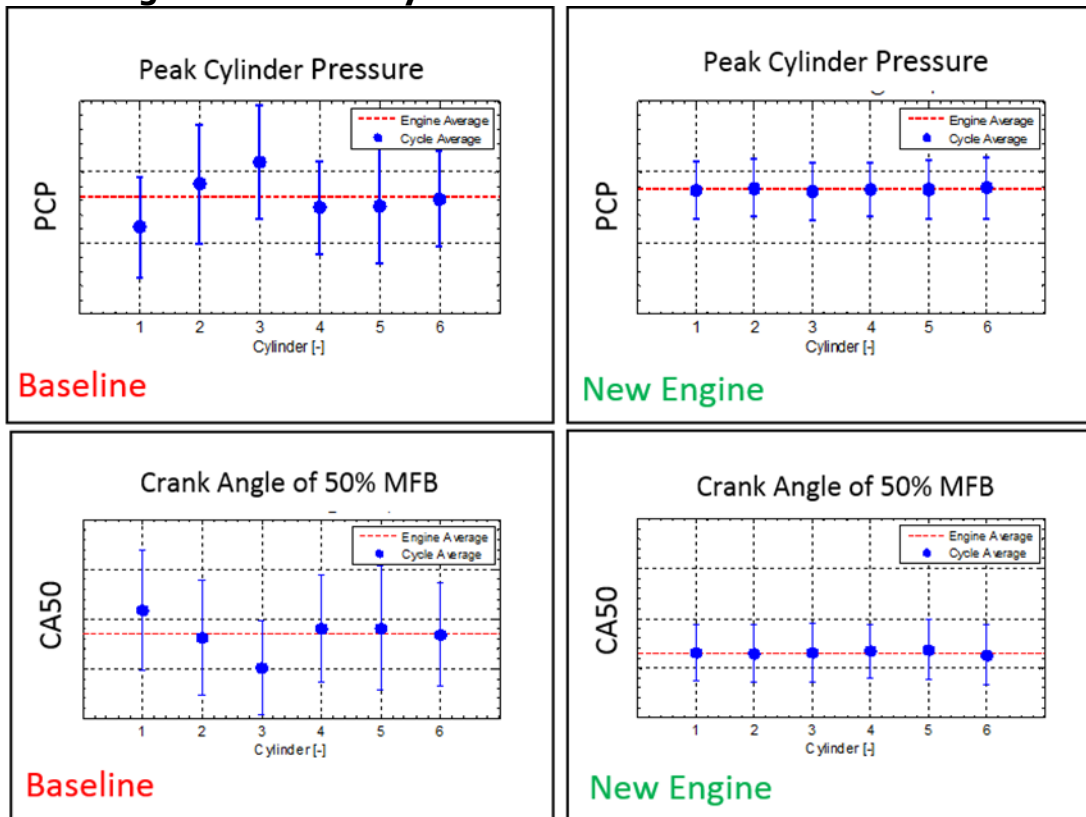 Peak Cylinder Pressure
Engine Average
Cycle Average
PCP
1 2 3 4 5 6
Cylinder [-]
Baseline
Peak Cylinder Pressure
Engine Average
Cycle Average
PCP
1 2 3 4 5 6
Cylinder [-]
New Engine
Crank Angle of 50% MFB
Engine Average
Cycle Average
CA50
1 2 3 4 5 6
Cylinder [-]
Baseline
Crank Angle of 50% MFB
Engine Average
Cycle Average
CA50
1 2 3 4 5 6
Cylinder [-]
New Engine